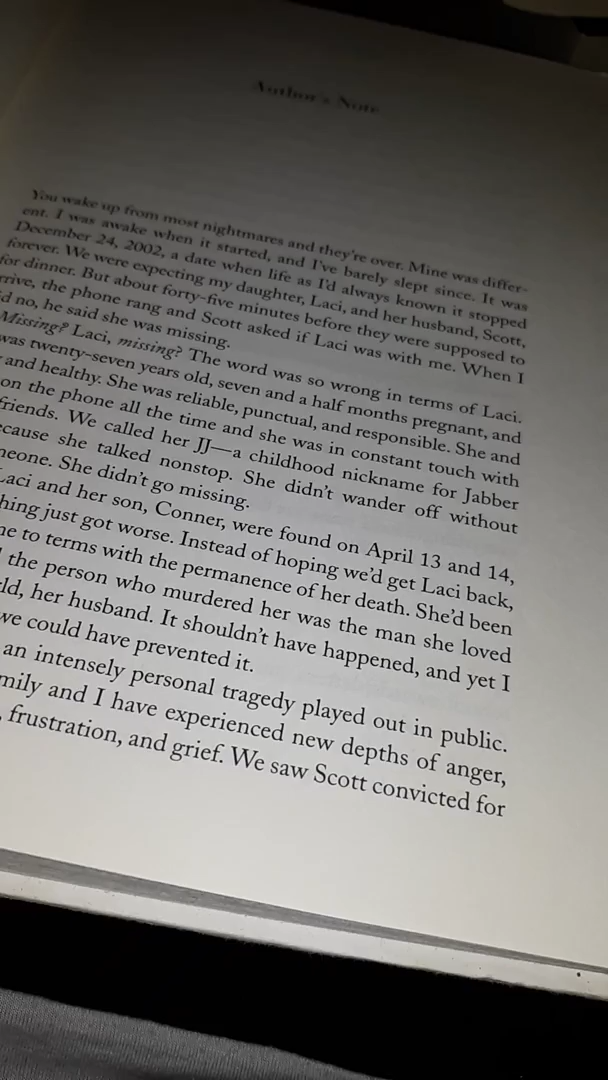 Author's Note
You wake up from most nightmares and they're over. Mine was differ-
ent. I was awake when it started, and I've barely slept since. It was
December 24, 2002, a date when life as I'd always known it stopped
forever. We were expecting my daughter, Laci, and her husband, Scott,
for dinner. But about forty-five minutes before they were supposed to
rrive, the phone rang and Scott asked if Laci was with me. When I
d no, he said she was missing.
Missing? Laci, missing? The word was so wrong in terms of Laci.
was twenty-seven years old, seven and a half months pregnant, and
and healthy. She was reliable, punctual, and responsible. She and
on the phone all the time and she was in constant touch with
friends. We called her JJ—a childhood nickname for Jabber
ecause she talked nonstop. She didn't wander off without
neone. She didn't go missing.
Laci and her son, Conner, were found on April 13 and 14,
hing just got worse. Instead of hoping we'd get Laci back,
ne to terms with the permanence of her death. She'd been
the person who murdered her was the man she loved
ld, her husband. It shouldn't have happened, and yet I
we could have prevented it.
an intensely personal tragedy played out in public.
mily and I have experienced new depths of anger,
, frustration, and grief. We saw Scott convicted for